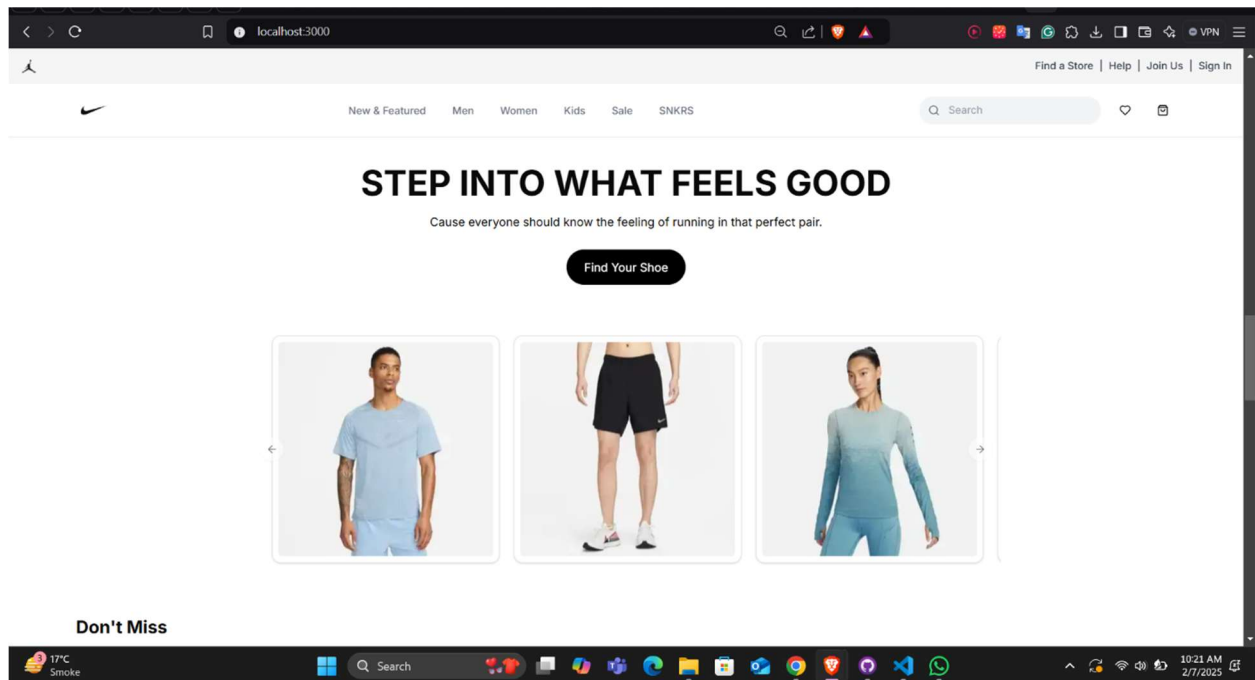 localhost:3000
VPN
Find a Store | Help | Join Us | Sign In
New & Featured Men Women Kids Sale SNKRS
Search
STEP INTO WHAT FEELS GOOD
Cause everyone should know the feeling of running in that perfect pair.
Find Your Shoe
Don't Miss
3
17°C
Smoke
Search
10:21 AM
2/7/2025